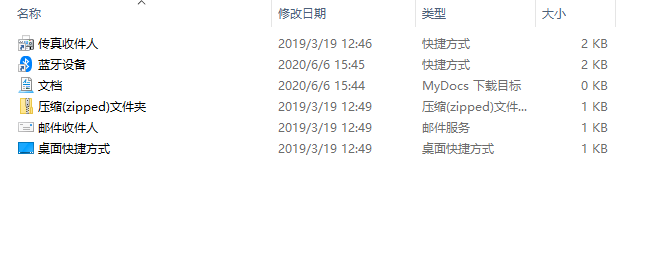 名称 修改日期 类型 大小
传真收件人 2019/3/19 12:46 快捷方式 2 KB
蓝牙设备 2020/6/6 15:45 快捷方式 2 KB
文档 2020/6/6 15:44 MyDocs 下载目标 0 KB
压缩(zipped)文件夹 2019/3/19 12:49 压缩(zipped)文件... 1 KB
邮件收件人 2019/3/19 12:49 邮件服务 1 KB
桌面快捷方式 2019/3/19 12:49 桌面快捷方式 1 KB